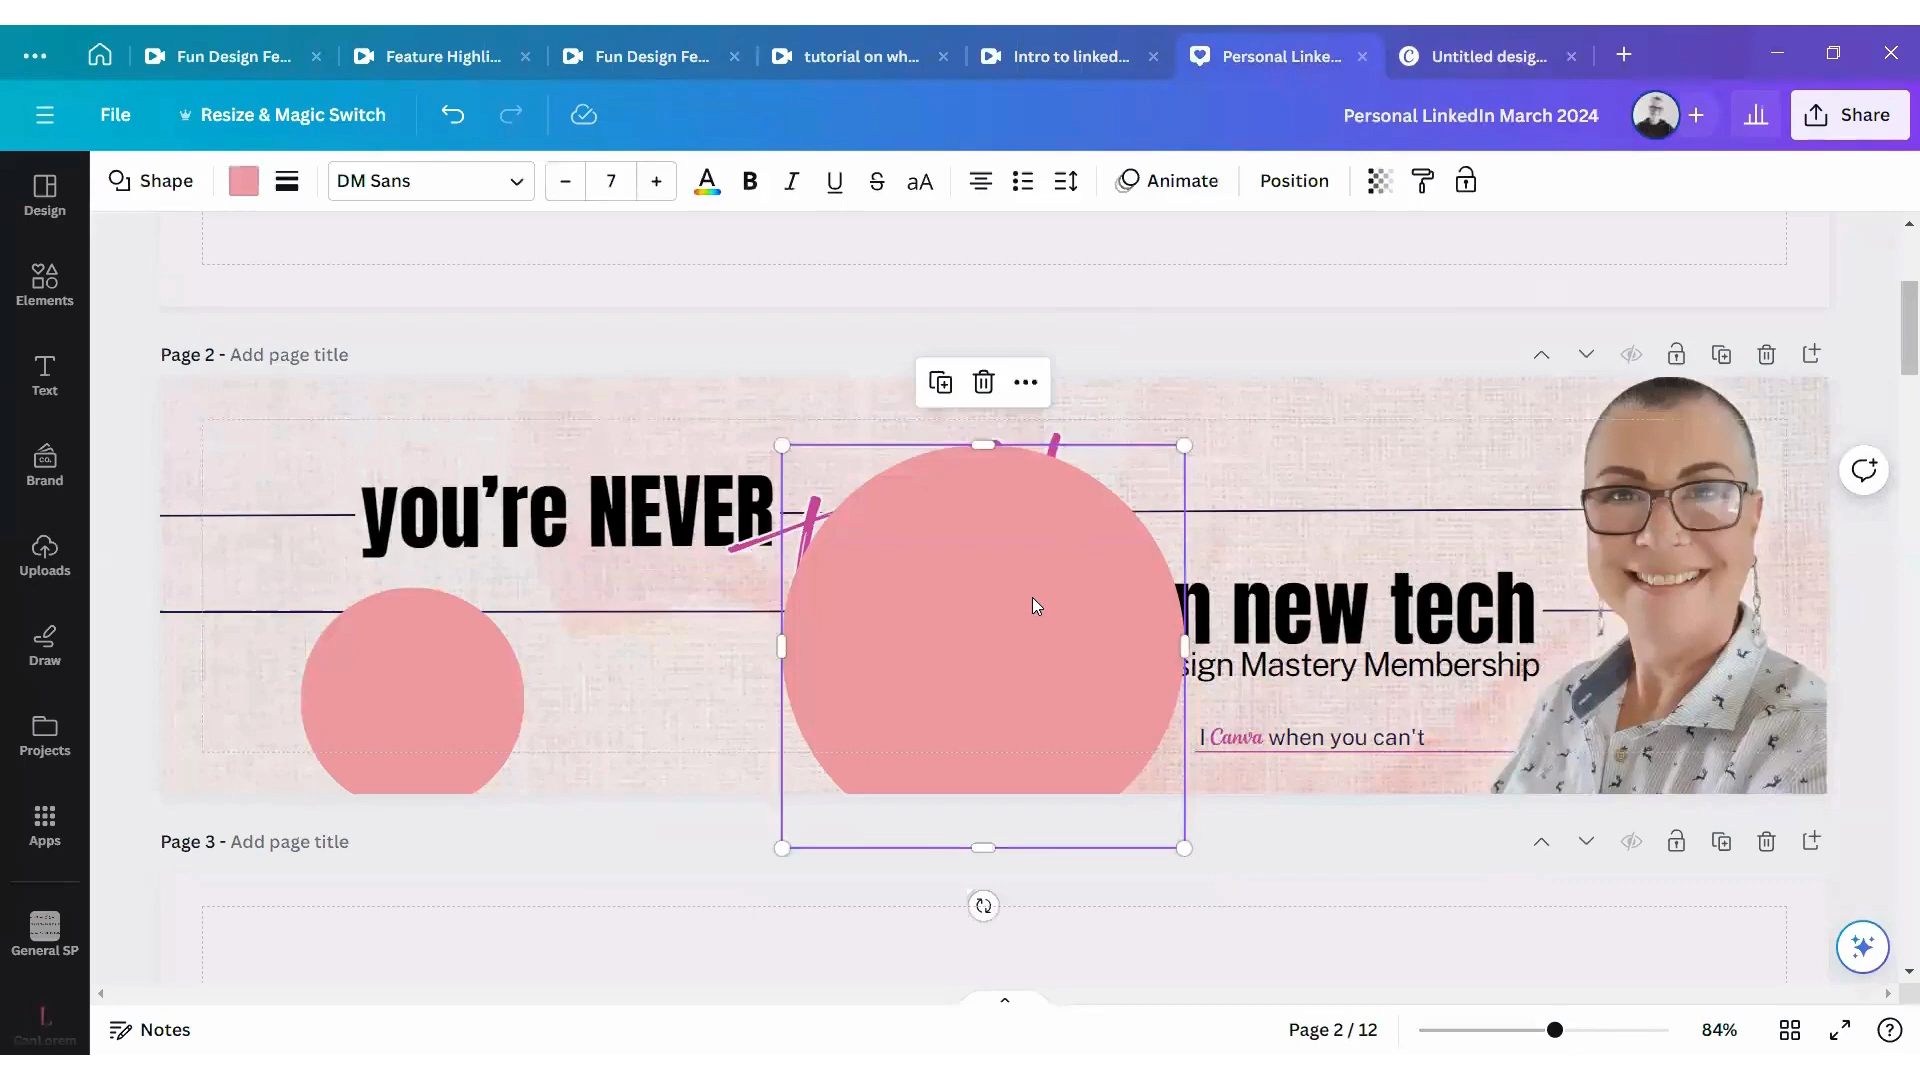 Fun Design Fe...
Feature Highli...
Fun Design Fe...
tutorial on wh...
Intro to linked...
Personal Linke...
Untitled desig...
File
Resize & Magic Switch
Personal LinkedIn March 2024
Share
Shape
DM Sans
7
aA
Animate
Position
Design
Elements
Text
Brand
Uploads
Draw
Projects
Apps
General SP
CanLorem
Page 2 - Add page title
you're NEVER
n new tech
sign Mastery Membership
I Canva when you can't
Page 3 - Add page title
Notes
Page 2 / 12
84%